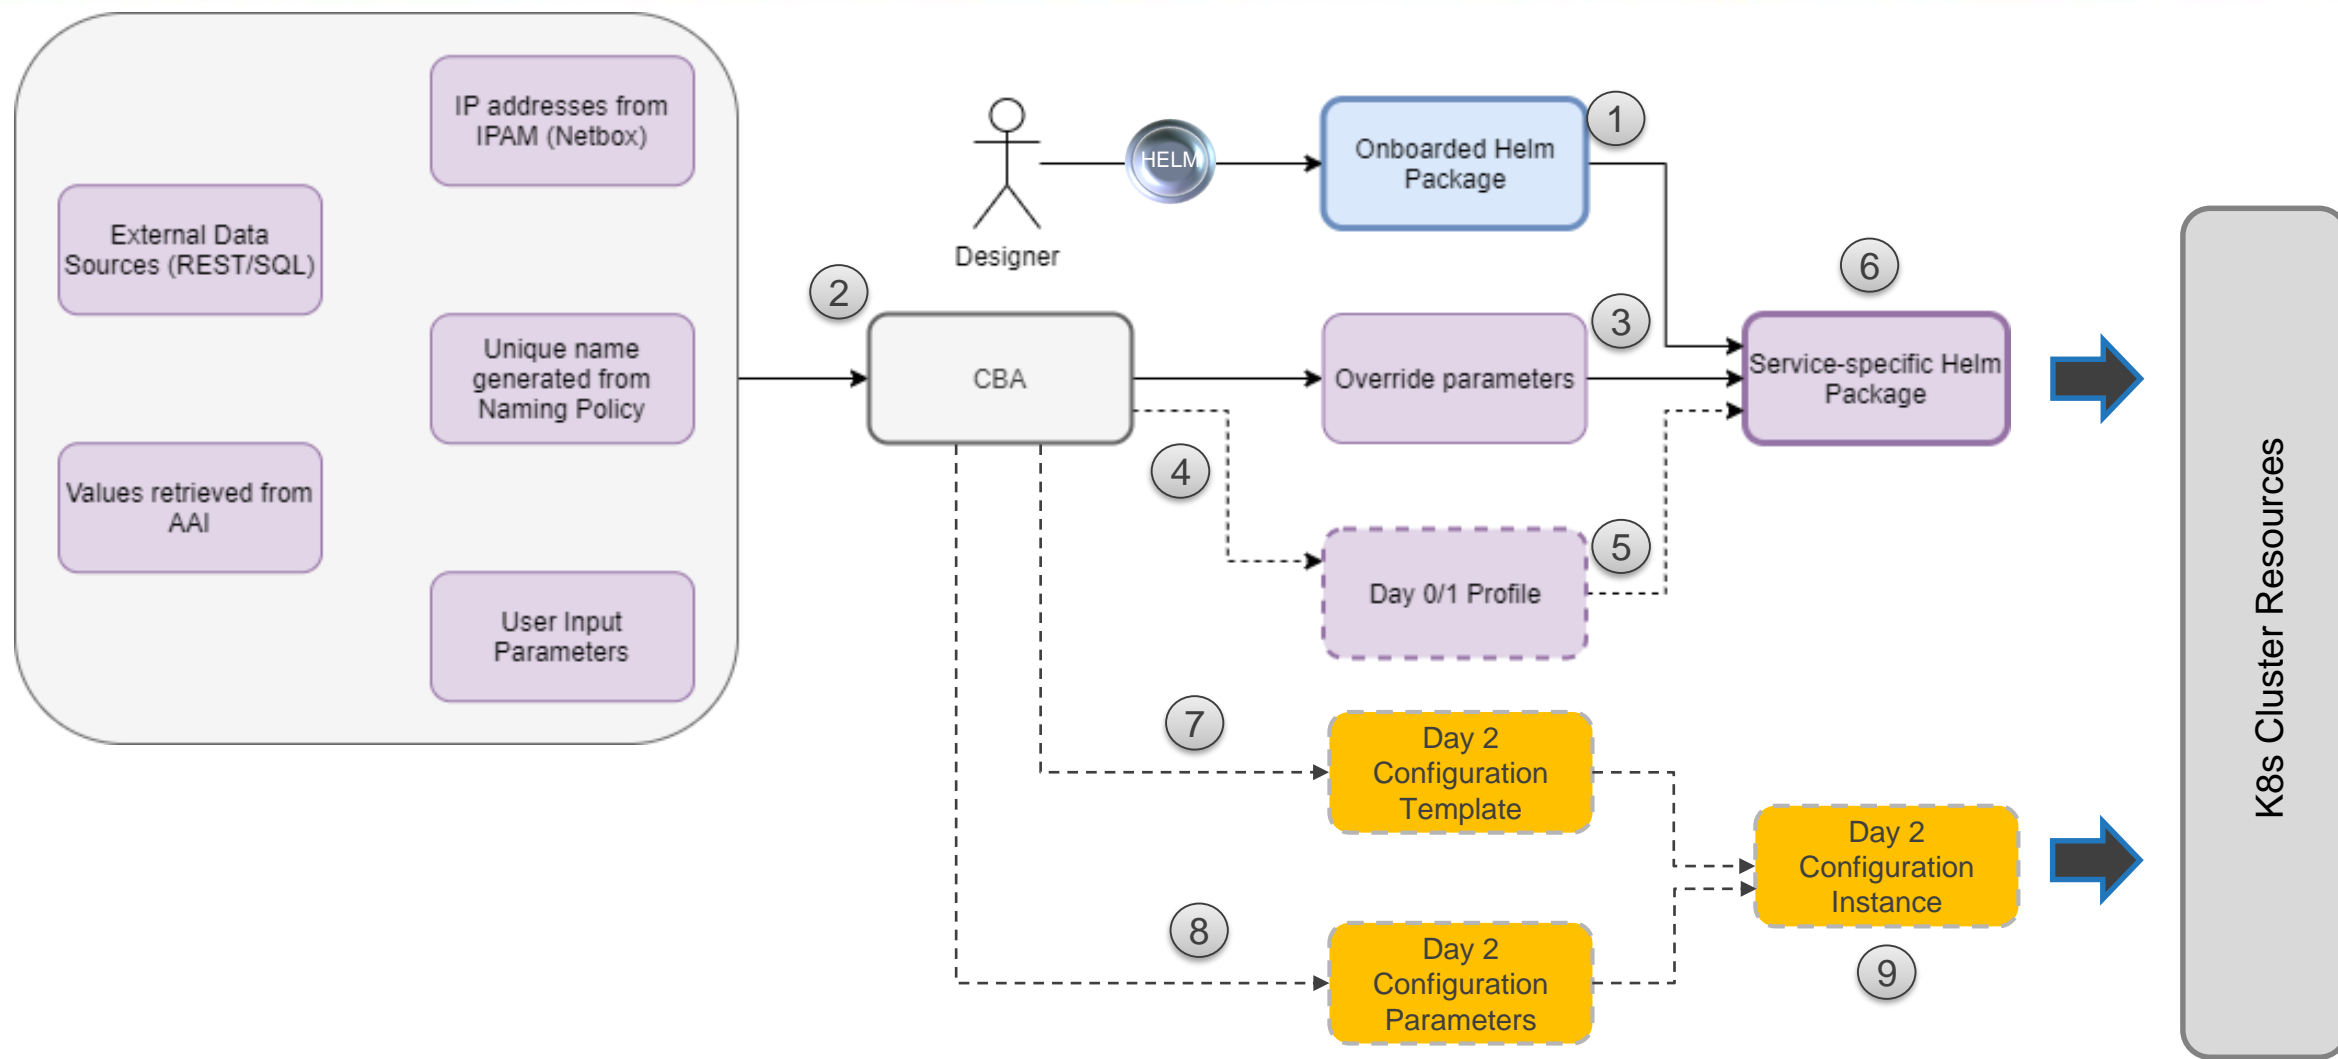 IP addresses from
IPAM (Netbox)
External Data
Sources (REST/SQL)
Unique name
generated from
Naming Policy
Values retrieved from
AAI
User Input
Parameters
Designer
HELM
Onboarded Helm
Package
1
2
CBA
Override parameters
3
4
Day 0/1 Profile
5
6
Service-specific Helm
Package
7
Day 2
Configuration
Template
8
Day 2
Configuration
Parameters
Day 2
Configuration
Instance
9
K8s Cluster Resources